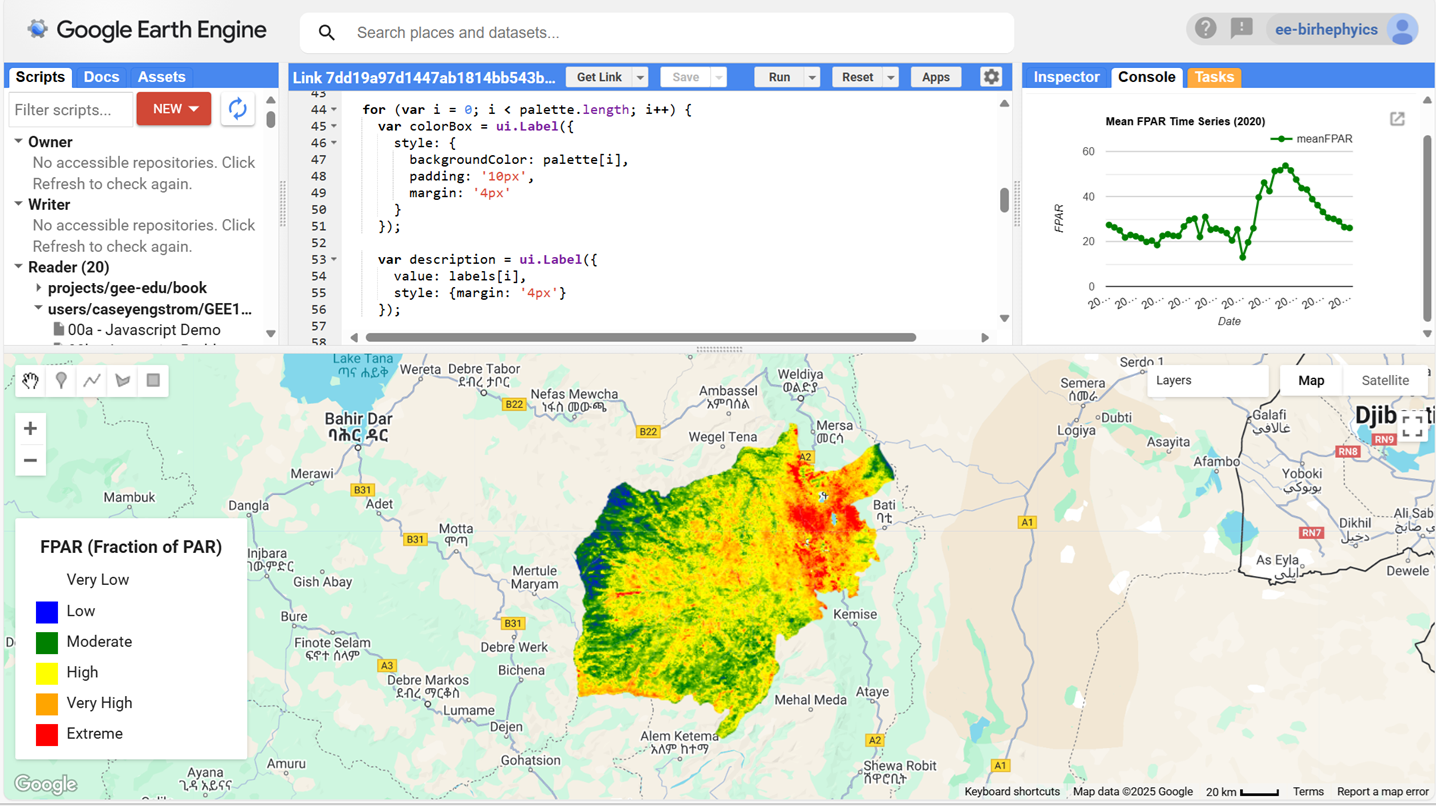 Google Earth Engine
Search places and datasets...
ee-birhephyics
Scripts Docs Assets
Filter scripts...
NEW
Owner
No accessible repositories. Click
Refresh to check again.
Writer
No accessible repositories. Click
Refresh to check again.
Reader (20)
projects/gee-edu/book
users/caseyengstrom/GEE1...
00a - Javascript Demo
Link 7dd19a97d1447ab1814bb543b...
Get Link Save Run Reset Apps
43
44 for (var i = 0; i < palette.length; i++) {
45 var colorBox = ui.Label({
46 style: {
47 backgroundColor: palette[i],
48 padding: '10px',
49 margin: '4px'
50 }
51 });
52
53 var description = ui.Label({
54 value: labels[i],
55 style: {margin: '4px'}
56 });
57
58
Inspector Console Tasks
Mean FPAR Time Series (2020)
meanFPAR
60
40
20
0
FPAR
20... 20... 20... 20... 20... 20... 20... 20... 20... 20...
Date
Layers
Map Satellite
Lake Tana
ጣና ሐይቅ
Wereta
Debre Tabor
ደብረ ታቦር
Nefas Mewcha
ነፋስ መውጫ
Ambassel
አምባሰል
Weldiya
ወልድያ
Serdo 1
Semera
ሰመራ
Dubti
Logiya
Galafi
غالافي
Djib
RN9
B22
B22
Bahir Dar
ባሕር ዳር
Wegel Tena
Mersa
መርሳ
A2
Asayita
Afambo
RN8
Yoboki
يوبوكي
Merawi
B31
Adet
Mambuk
Dangla
Bati
ባቲ
A1
Dikhil
دخيل
Ali Sab
RN7
Motta
ሞጣ
B31
Injbara
Gish Abay
Mertule
Maryam
As Eyla
أس إيلا
Dewele
Bure
Finote Selam
ፍኖተ ሰላም
B31
Debre Werk
Kemise
A3
Bichena
Debre Markos
ደብረ ማርቆስ
Lumame
Dejen
Mehal Meda
Ataye
Alem Ketema
አለም ከተማ
A2
Gohatsion
Amuru
Ayana
ጊዳ አያና
Shewa Robit
ሸዋሮቢት
A1
FPAR (Fraction of PAR)
Very Low
Low
Moderate
High
Very High
Extreme
Google
Keyboard shortcuts Map data ©2025 Google 20 km Terms Report a map error